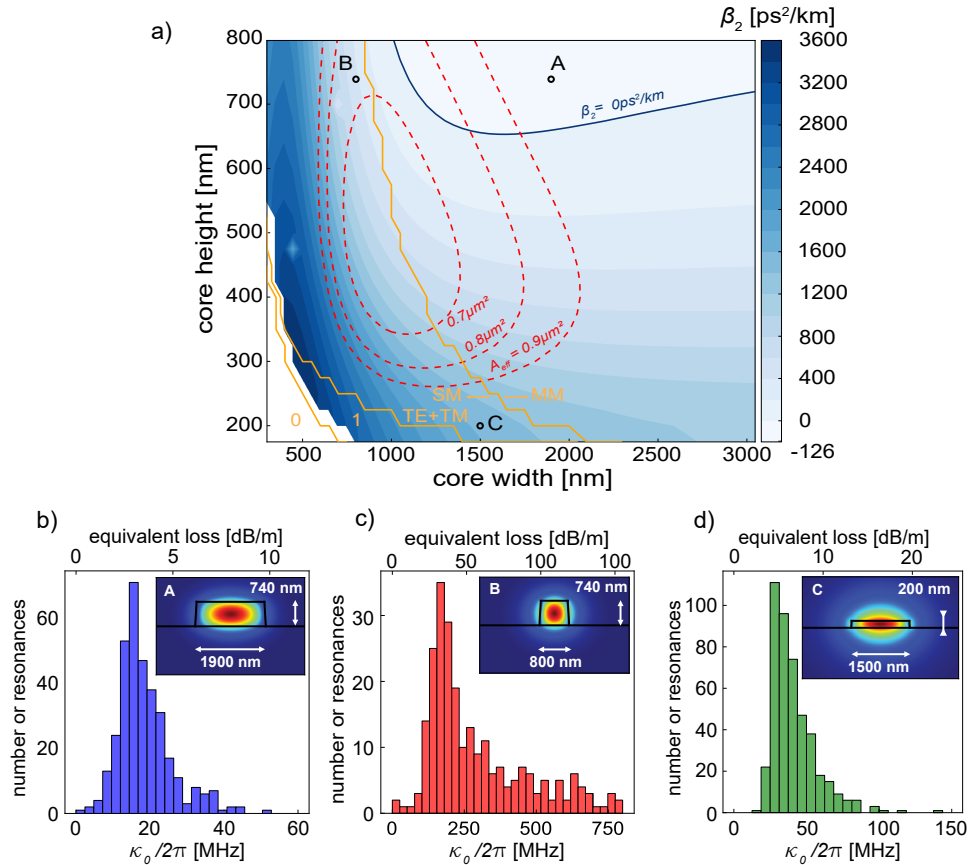 a)
β₂ [ps²/km]
800
700
600
500
400
300
200
core height [nm]
B
A
β₂= 0ps²/km
0.7μm²
0.8μm²
A_eff = 0.9μm²
SM MM
0 1 TE+TM C
500 1000 1500 2000 2500 3000
core width [nm]
3600
3200
2800
2400
2000
1600
1200
800
400
0
-126
b)
equivalent loss [dB/m]
0 5 10
A
740 nm
1900 nm
number or resonances
60
40
20
0
0 20 40 60
κ₀/2π [MHz]
c)
equivalent loss [dB/m]
0 50 100 150
B
740 nm
800 nm
number or resonances
30
20
10
0
0 250 500 750
κ₀/2π [MHz]
d)
equivalent loss [dB/m]
0 10 20
C
200 nm
1500 nm
number or resonances
100
80
60
40
20
0
0 50 100 150
κ₀/2π [MHz]